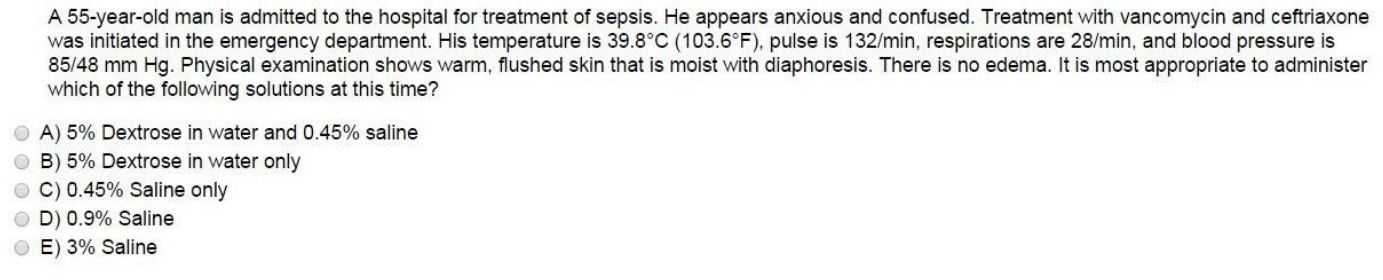 A 55-year-old man is admitted to the hospital for treatment of sepsis. He appears anxious and confused. Treatment with vancomycin and ceftriaxone
was initiated in the emergency department. His temperature is 39.8°C (103.6°F), pulse is 132/min, respirations are 28/min, and blood pressure is
85/48 mm Hg. Physical examination shows warm, flushed skin that is moist with diaphoresis. There is no edema. It is most appropriate to administer
which of the following solutions at this time?
A) 5% Dextrose in water and 0.45% saline
B) 5% Dextrose in water only
C) 0.45% Saline only
D) 0.9% Saline
E) 3% Saline